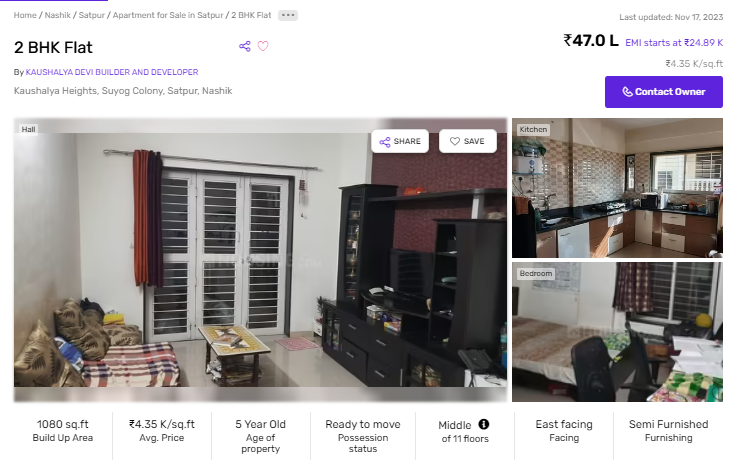 Home / Nashik / Satpur / Apartment for Sale in Satpur / 2 BHK Flat
Last updated: Nov 17, 2023
2 BHK Flat
₹47.0 L EMI starts at ₹24.89 K
By KAUSHALYA DEVI BUILDER AND DEVELOPER
₹4.35 K/sq.ft
Kaushalya Heights, Suyog Colony, Satpur, Nashik
Contact Owner
Hall
SHARE
SAVE
Kitchen
Bedroom
1080 sq.ft
Build Up Area
₹4.35 K/sq.ft
Avg. Price
5 Year Old
Age of
property
Ready to move
Possession
status
Middle
of 11 floors
East facing
Facing
Semi Furnished
Furnishing